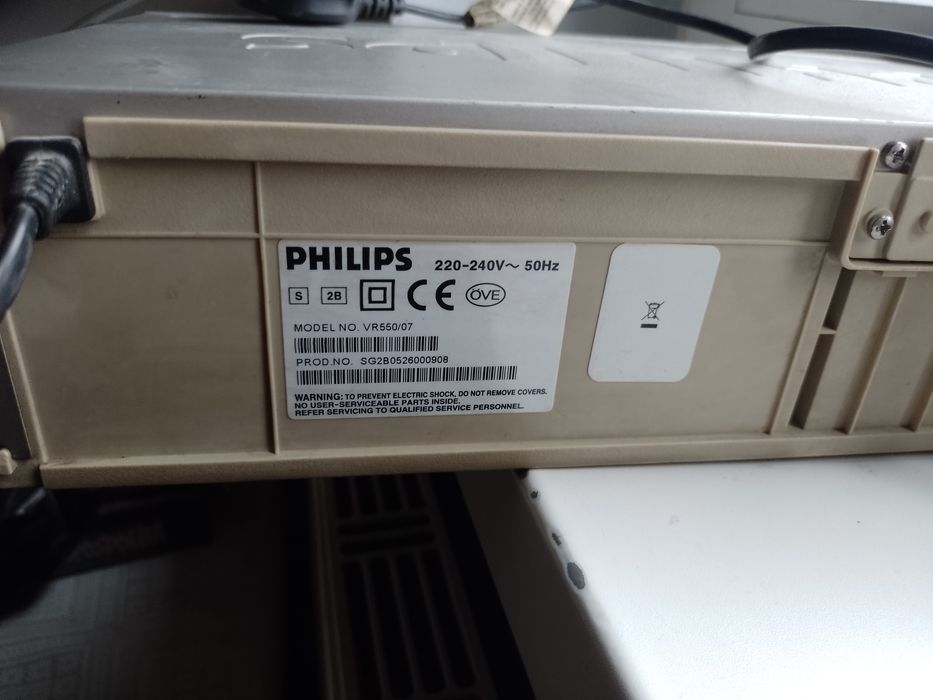 PHILIPS 220-240V~ 50Hz
S 2B CE ÖVE
MODEL NO. VR550/07
PROD.NO. SG2B0526000908
WARNING: TO PREVENT ELECTRIC SHOCK, DO NOT REMOVE COVERS.
NO USER-SERVICEABLE PARTS INSIDE.
REFER SERVICING TO QUALIFIED SERVICE PERSONNEL.